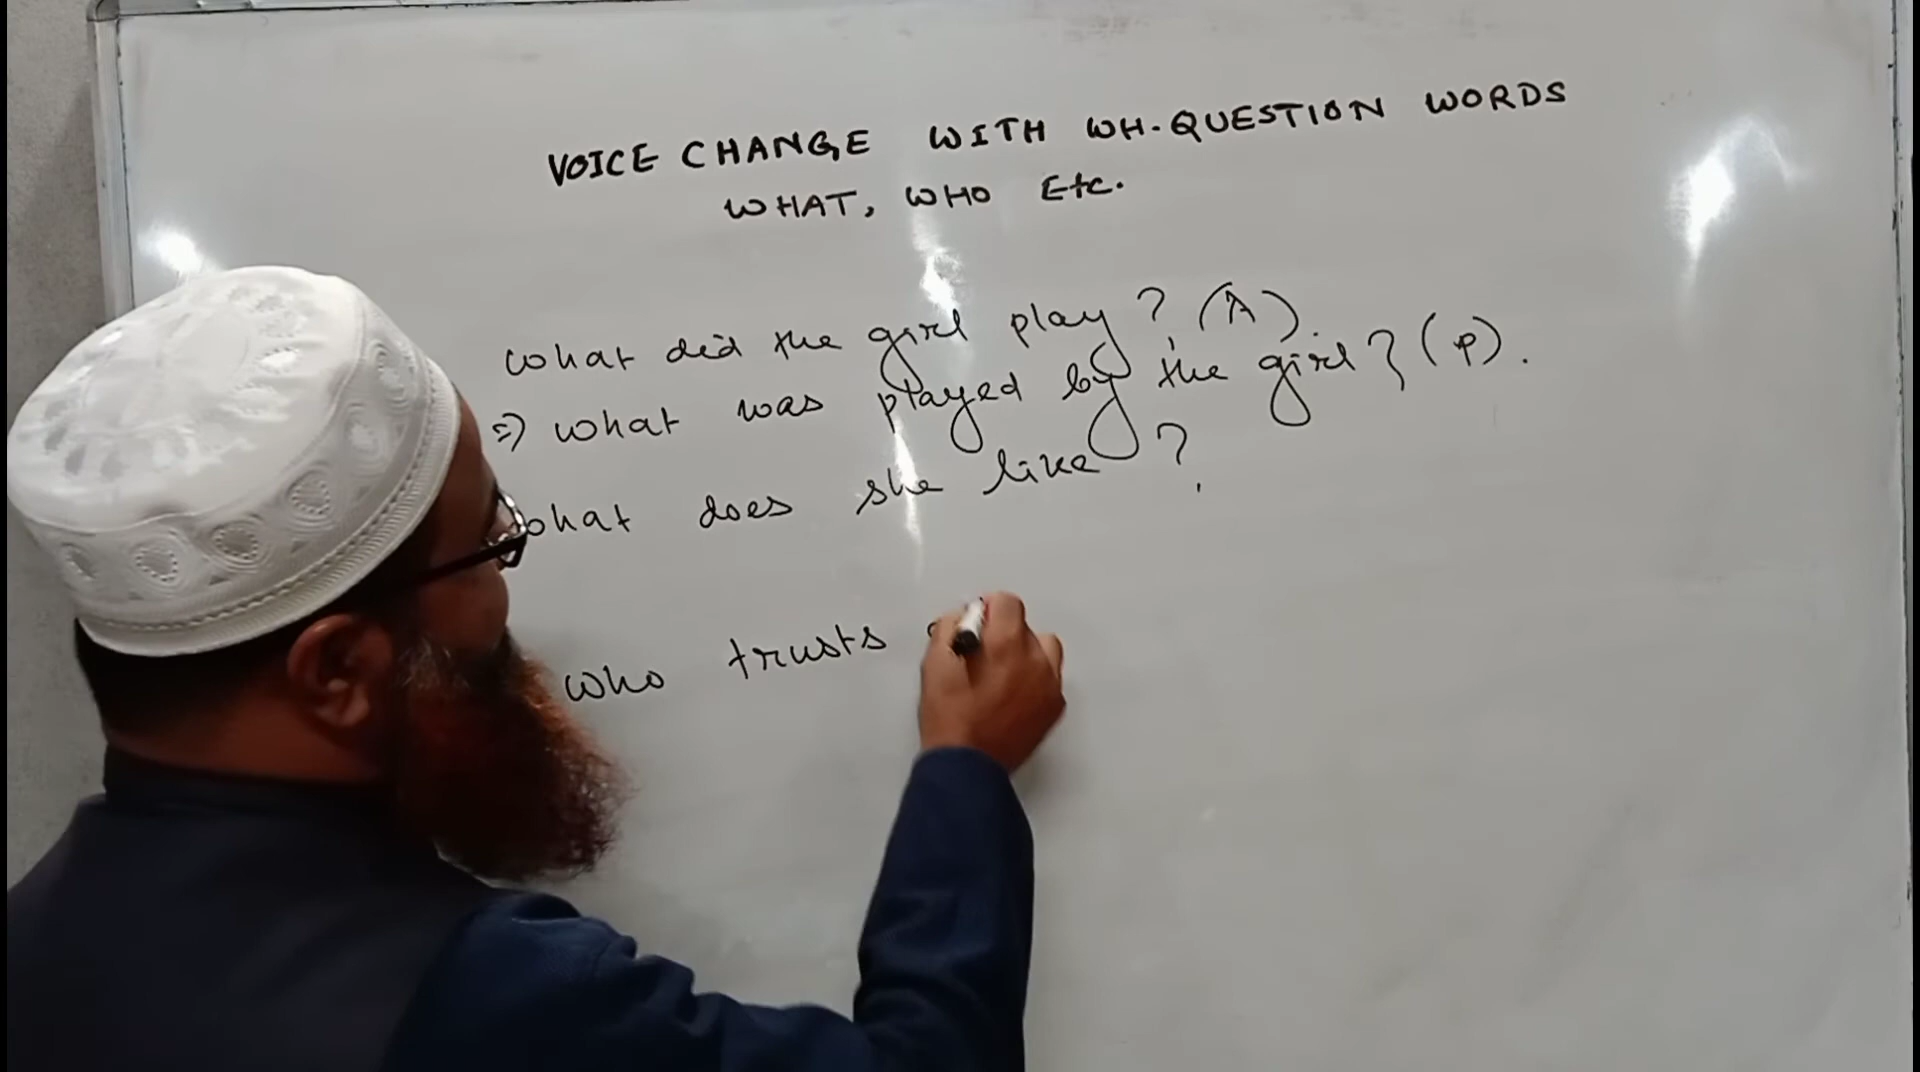 VOICE CHANGE WITH WH-QUESTION WORDS
WHAT, WHO Etc.
What did the girl play? (A)
=) what was played by the girl? (P).
what does she like?
who trusts